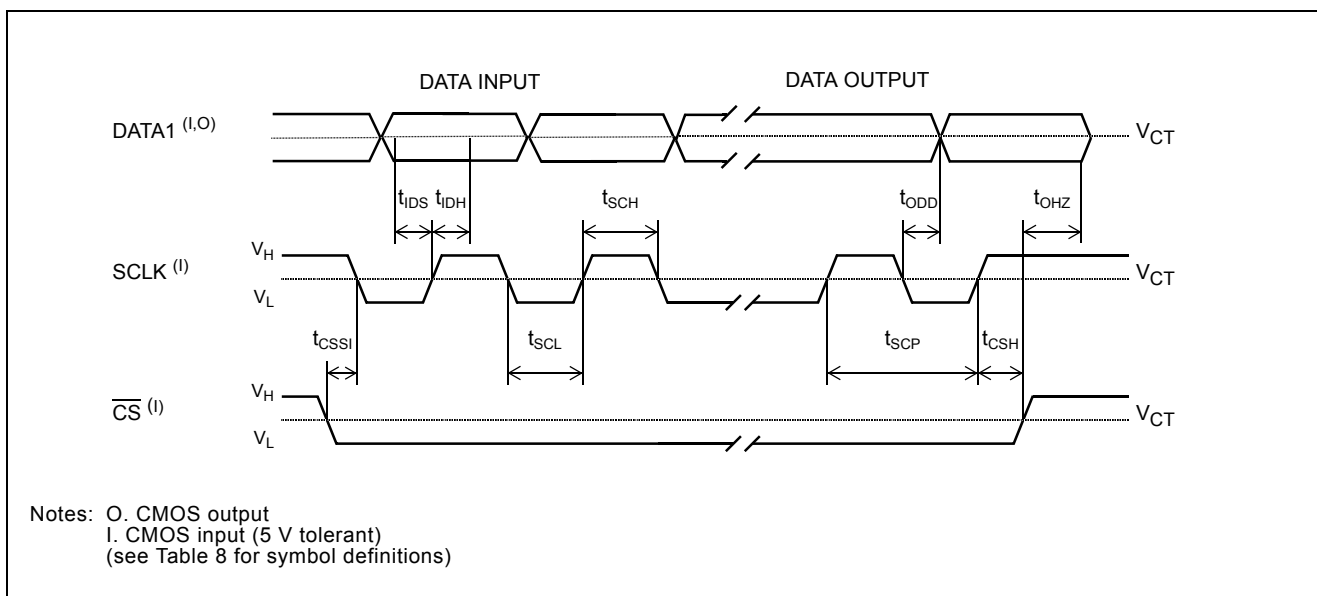 DATA INPUT DATA OUTPUT
DATA1 (I,O) VCT
tIDS tIDH tSCH tODD tOHZ
VH
SCLK (I) VCT
VL
tCSSI tSCL tSCP tCSH
VH
CS (I) VCT
VL
Notes: O. CMOS output
I. CMOS input (5 V tolerant)
(see Table 8 for symbol definitions)